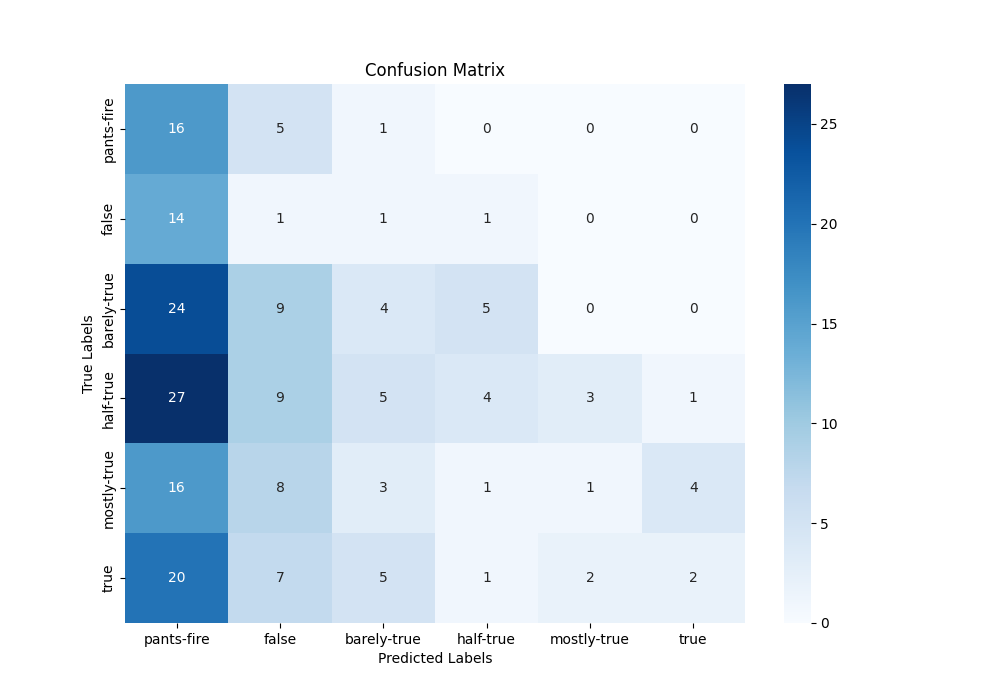 Confusion Matrix
True Labels
pants-fire 16 5 1 0 0 0
false 14 1 1 1 0 0
barely-true 24 9 4 5 0 0
half-true 27 9 5 4 3 1
mostly-true 16 8 3 1 1 4
true 20 7 5 1 2 2
pants-fire false barely-true half-true mostly-true true
Predicted Labels
25
20
15
10
5
0